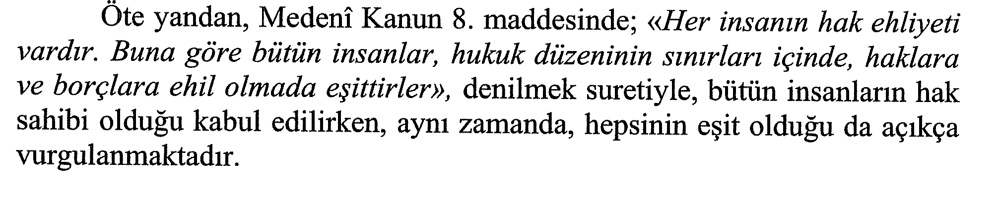 Öte yandan, Medenî Kanun 8. maddesinde; «Her insanın hak ehliyeti
vardır. Buna göre bütün insanlar, hukuk düzeninin sınırları içinde, haklara
ve borçlara ehil olmada eşittirler», denilmek suretiyle, bütün insanların hak
sahibi olduğu kabul edilirken, aynı zamanda, hepsinin eşit olduğu da açıkça
vurgulanmaktadır.